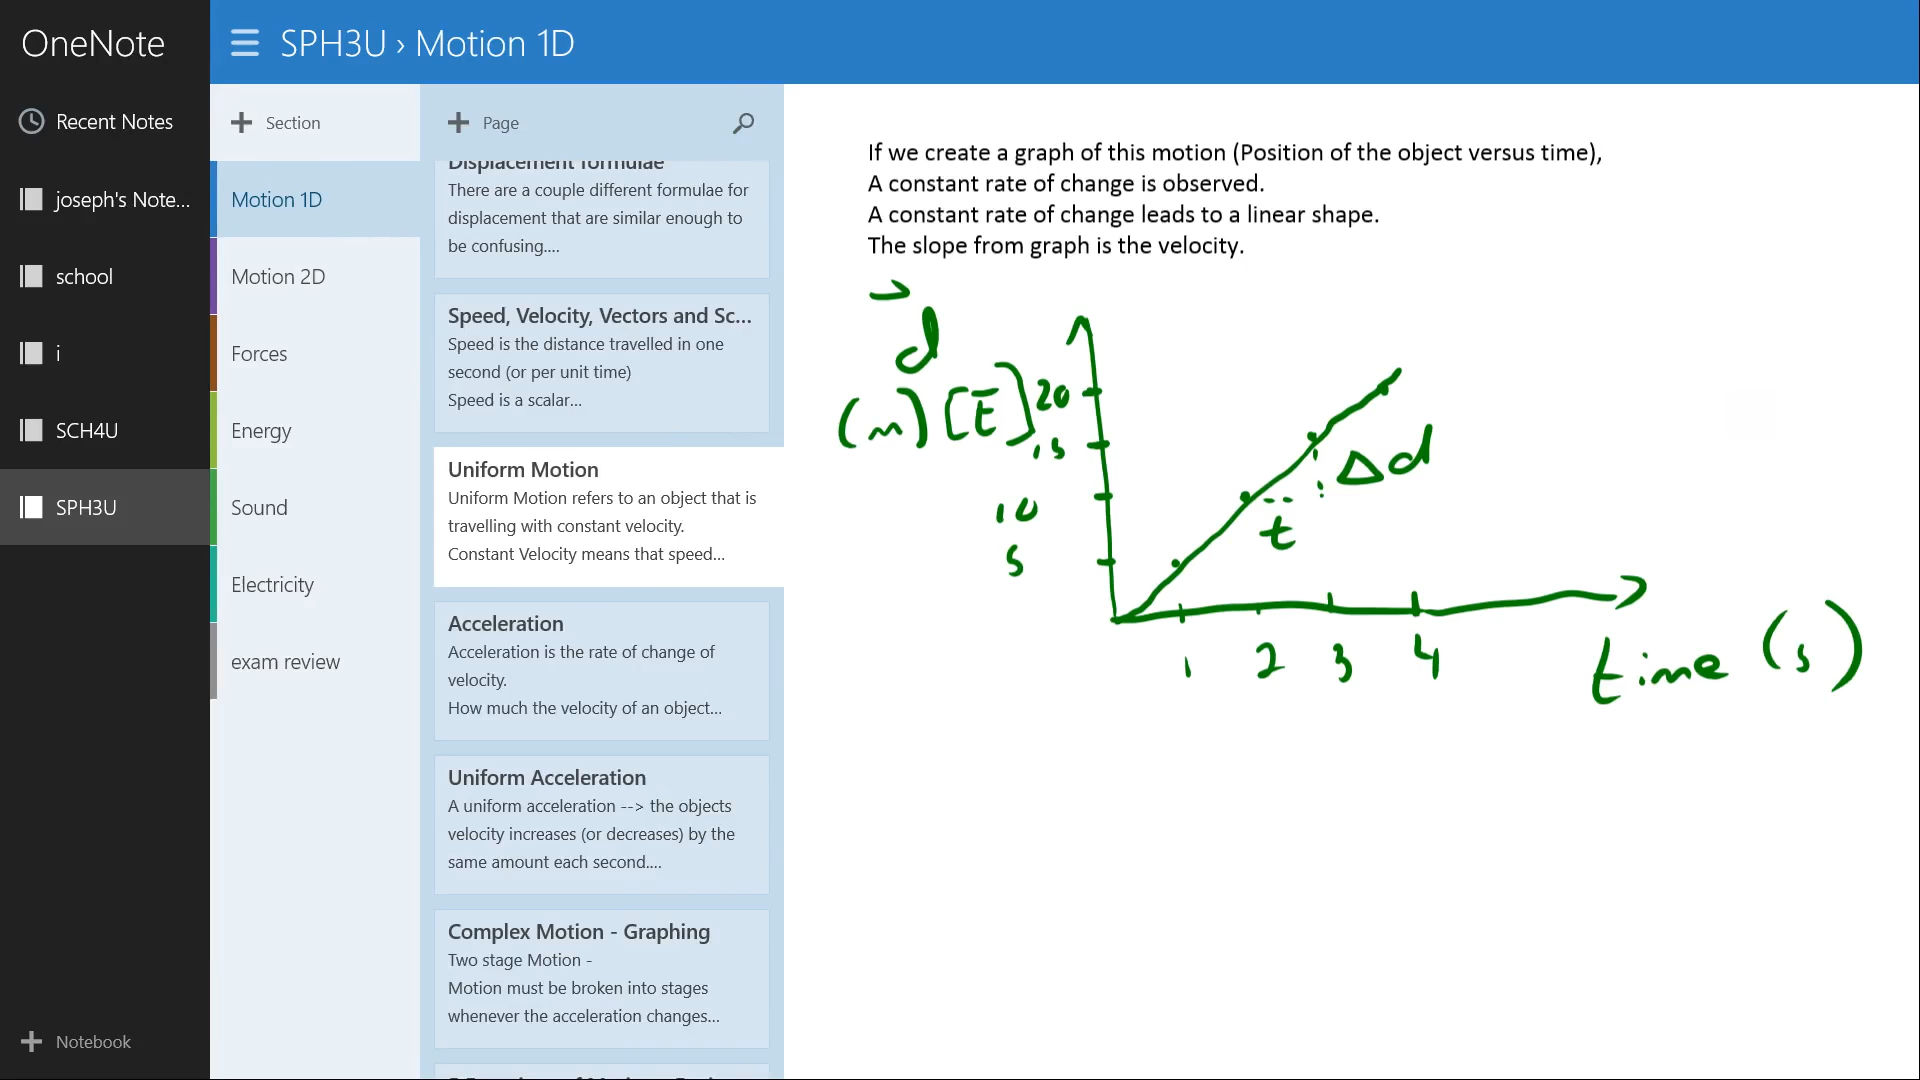 OneNote
Recent Notes
joseph's Note...
school
i
SCH4U
SPH3U
Notebook
SPH3U › Motion 1D
Section
Motion 1D
Motion 2D
Forces
Energy
Sound
Electricity
exam review
Page
Displacement formulae
There are a couple different formulae for
displacement that are similar enough to
be confusing....
Speed, Velocity, Vectors and Sc...
Speed is the distance travelled in one
second (or per unit time)
Speed is a scalar...
Uniform Motion
Uniform Motion refers to an object that is
travelling with constant velocity.
Constant Velocity means that speed...
Acceleration
Acceleration is the rate of change of
velocity.
How much the velocity of an object...
Uniform Acceleration
A uniform acceleration --> the objects
velocity increases (or decreases) by the
same amount each second....
Complex Motion - Graphing
Two stage Motion -
Motion must be broken into stages
whenever the acceleration changes...
If we create a graph of this motion (Position of the object versus time),
A constant rate of change is observed.
A constant rate of change leads to a linear shape.
The slope from graph is the velocity.
d
(m) [E]
20
15
10
5
Δd
t
1 2 3 4
time (s)